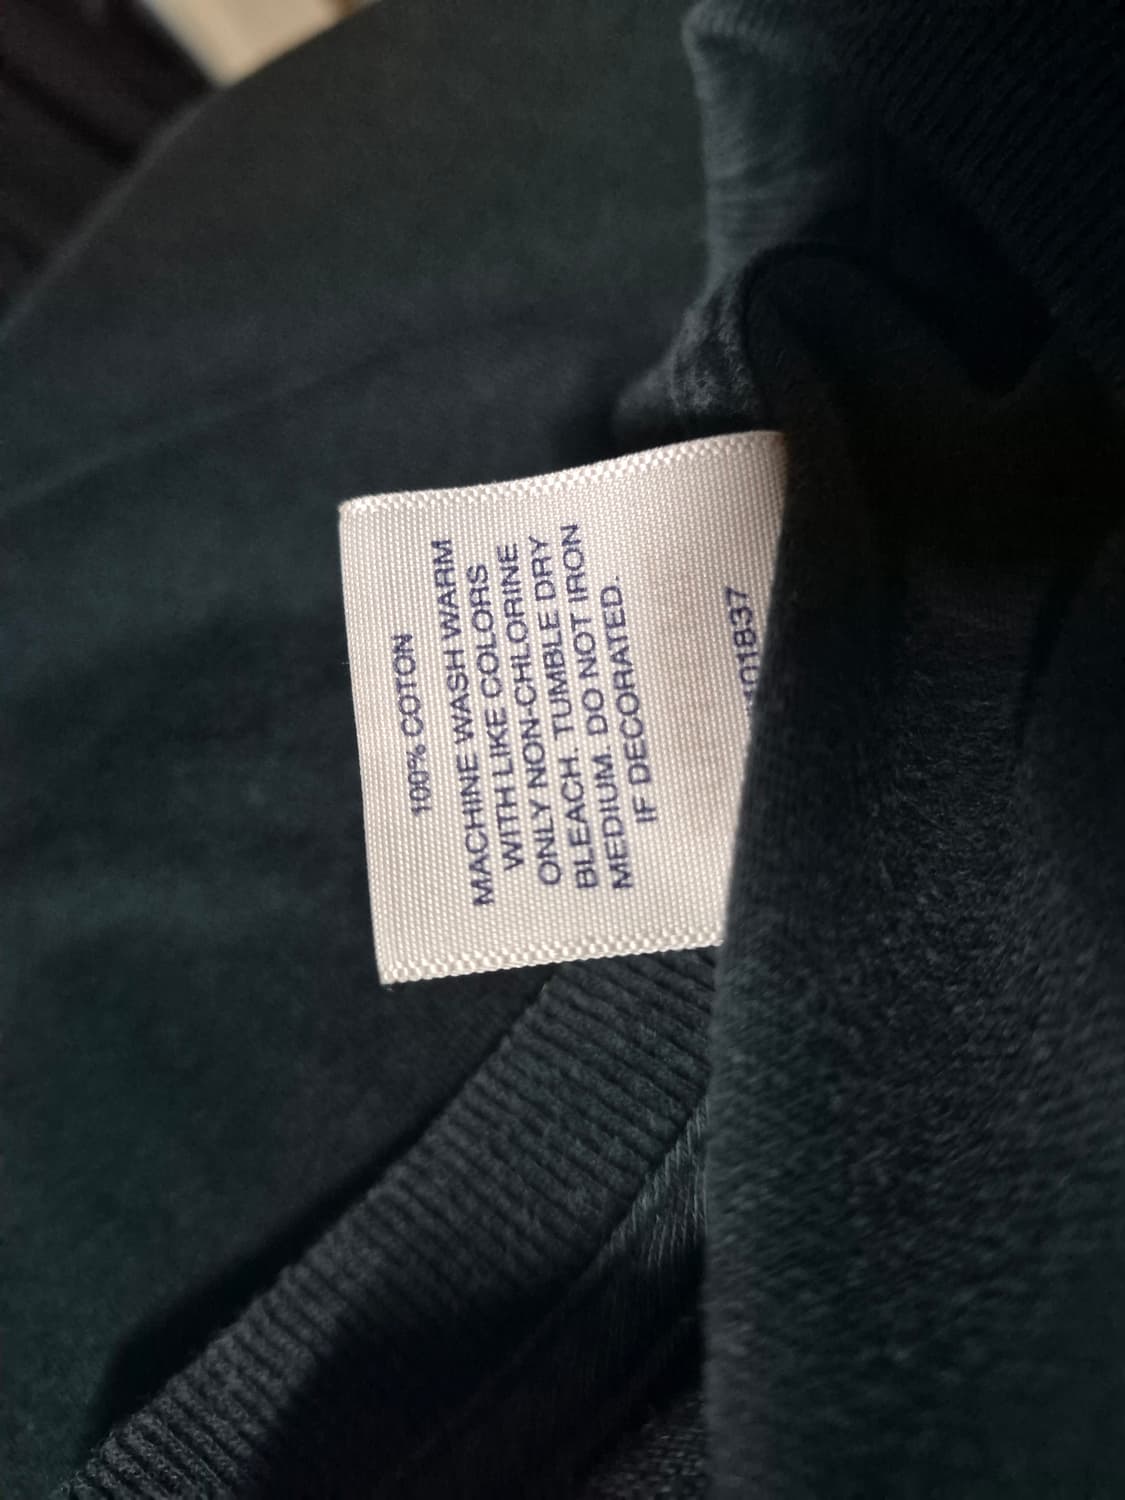 100% COTON
MACHINE WASH WARM
WITH LIKE COLORS
ONLY NON-CHLORINE
BLEACH. TUMBLE DRY
MEDIUM. DO NOT IRON
IF DECORATED.